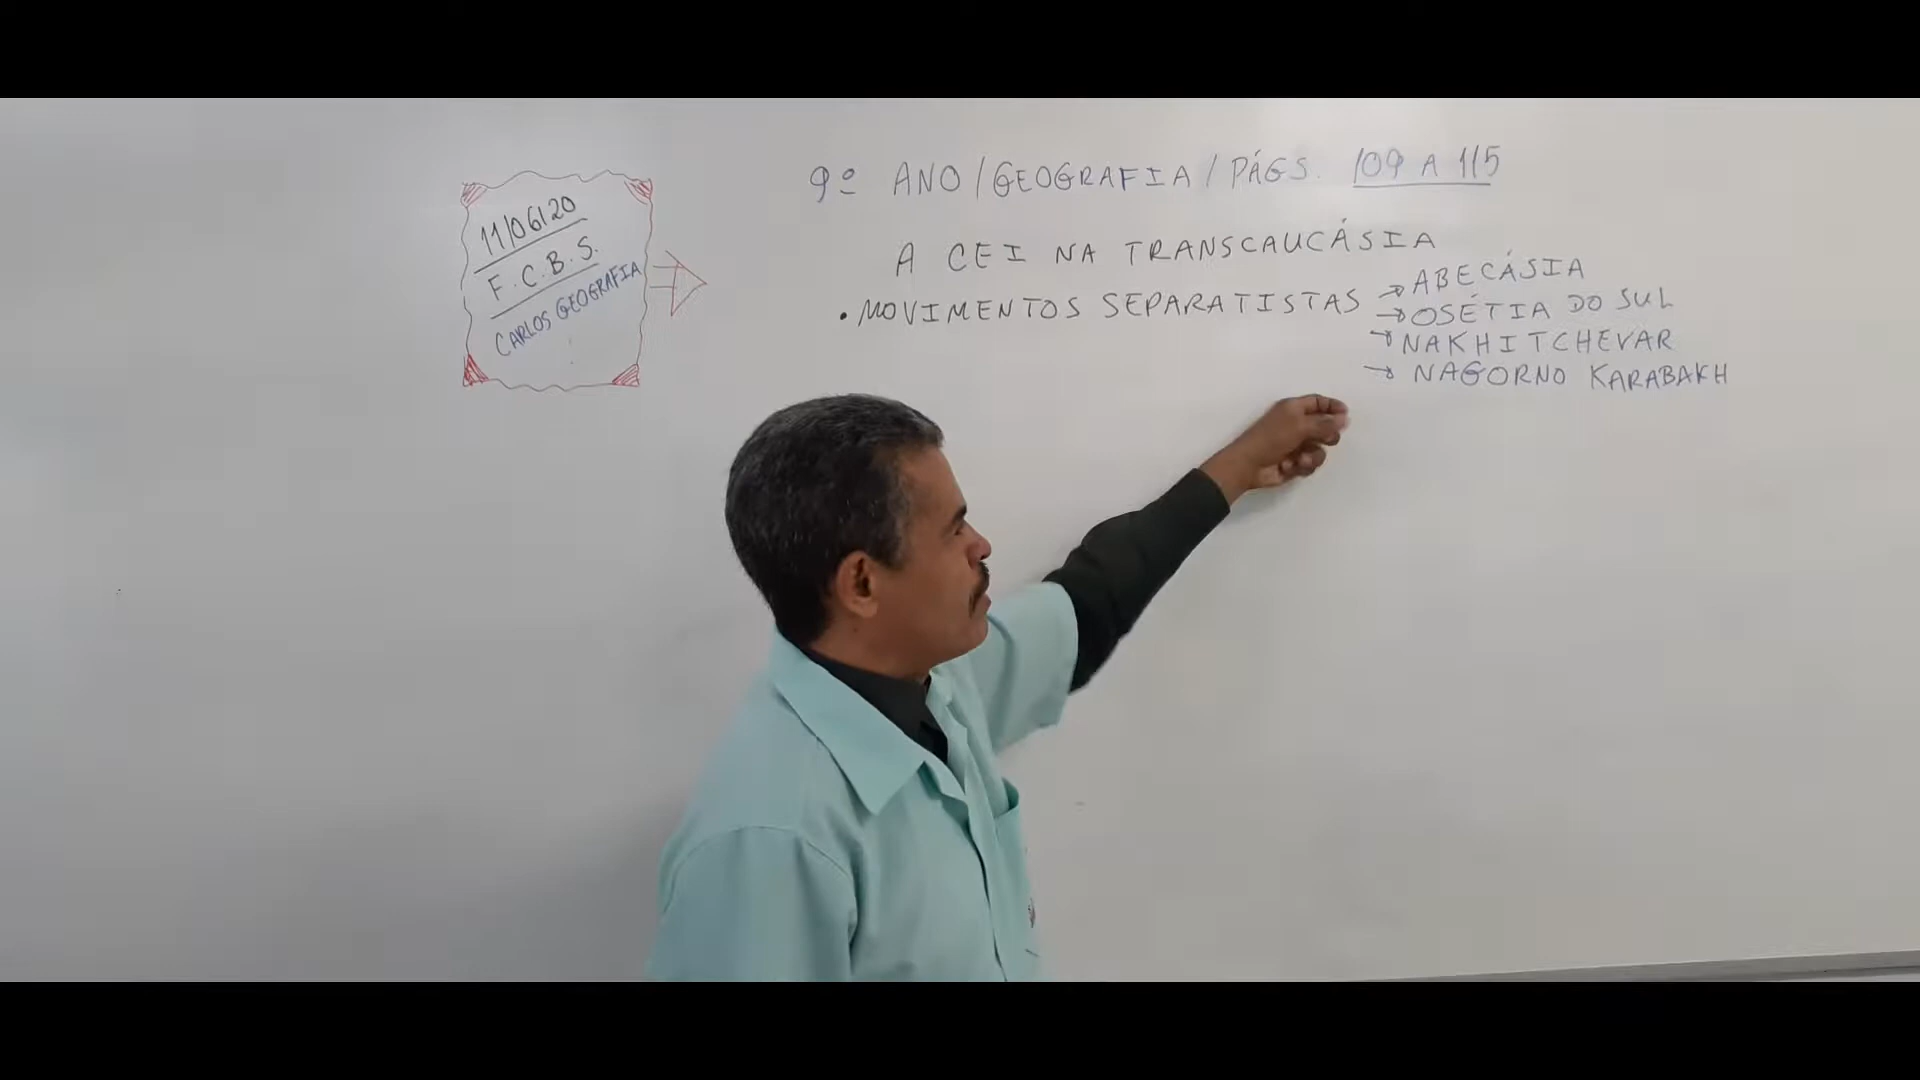 11/06/20
F.C.B.S.
CARLOS GEOGRAFIA
9º ANO/GEOGRAFIA/PÁGS. 109 A 115
A CEI NA TRANSCAUCÁSIA
• MOVIMENTOS SEPARATISTAS → ABECÁSIA
→ OSÉTIA DO SUL
→ NAKHITCHEVAR
→ NAGORNO KARABAKH